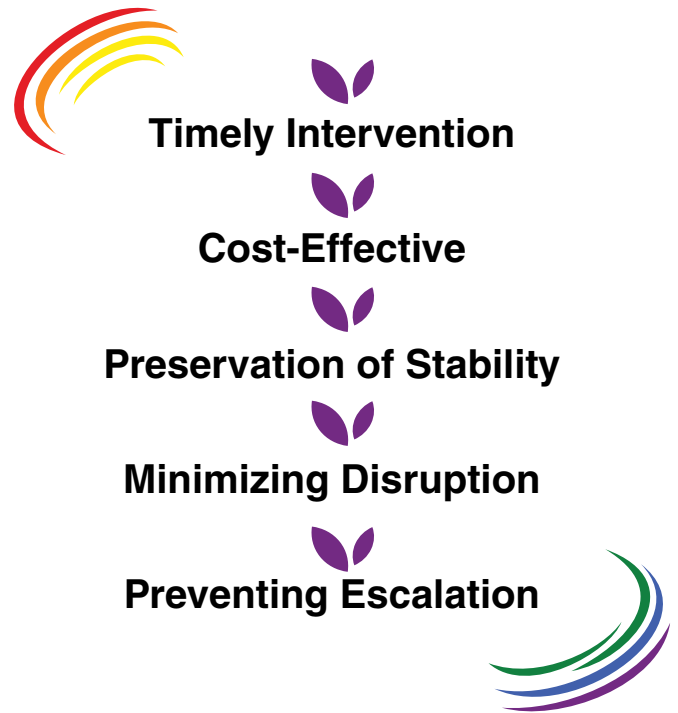 Timely Intervention
Cost-Effective
Preservation of Stability
Minimizing Disruption
Preventing Escalation